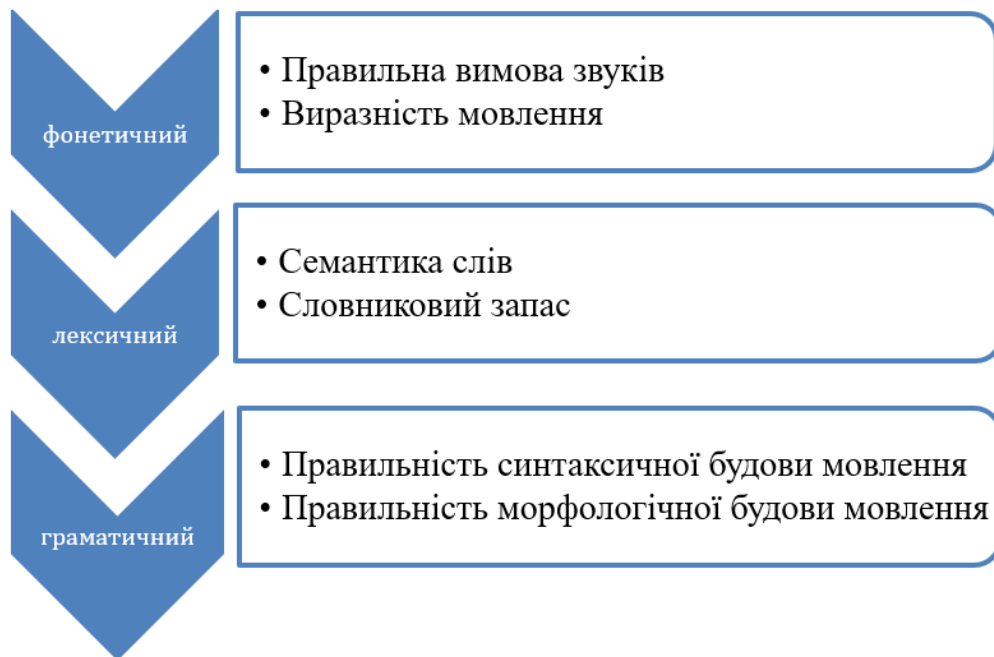 фонетичний
• Правильна вимова звуків
• Виразність мовлення
лексичний
• Семантика слів
• Словниковий запас
граматичний
• Правильність синтаксичної будови мовлення
• Правильність морфологічної будови мовлення